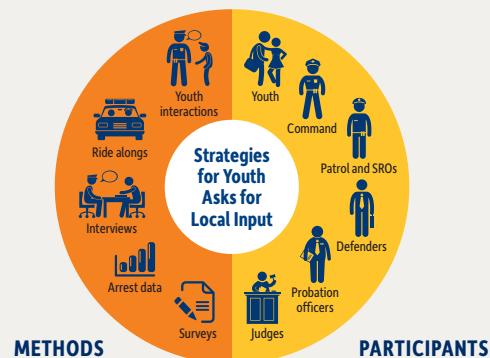 Strategies
for Youth
Asks for
Local Input
Youth
interactions
Ride alongs
Interviews
Arrest data
Surveys
Youth
Command
Patrol and SROs
Defenders
Probation
officers
Judges
METHODS
PARTICIPANTS